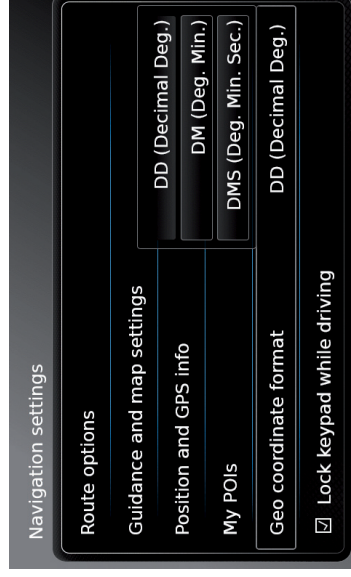 Navigation settings
Route options
Guidance and map settings
Position and GPS info
My POIs
DD (Decimal Deg.)
DM (Deg. Min.)
DMS (Deg. Min. Sec.)
Geo coordinate format DD (Decimal Deg.)
Lock keypad while driving